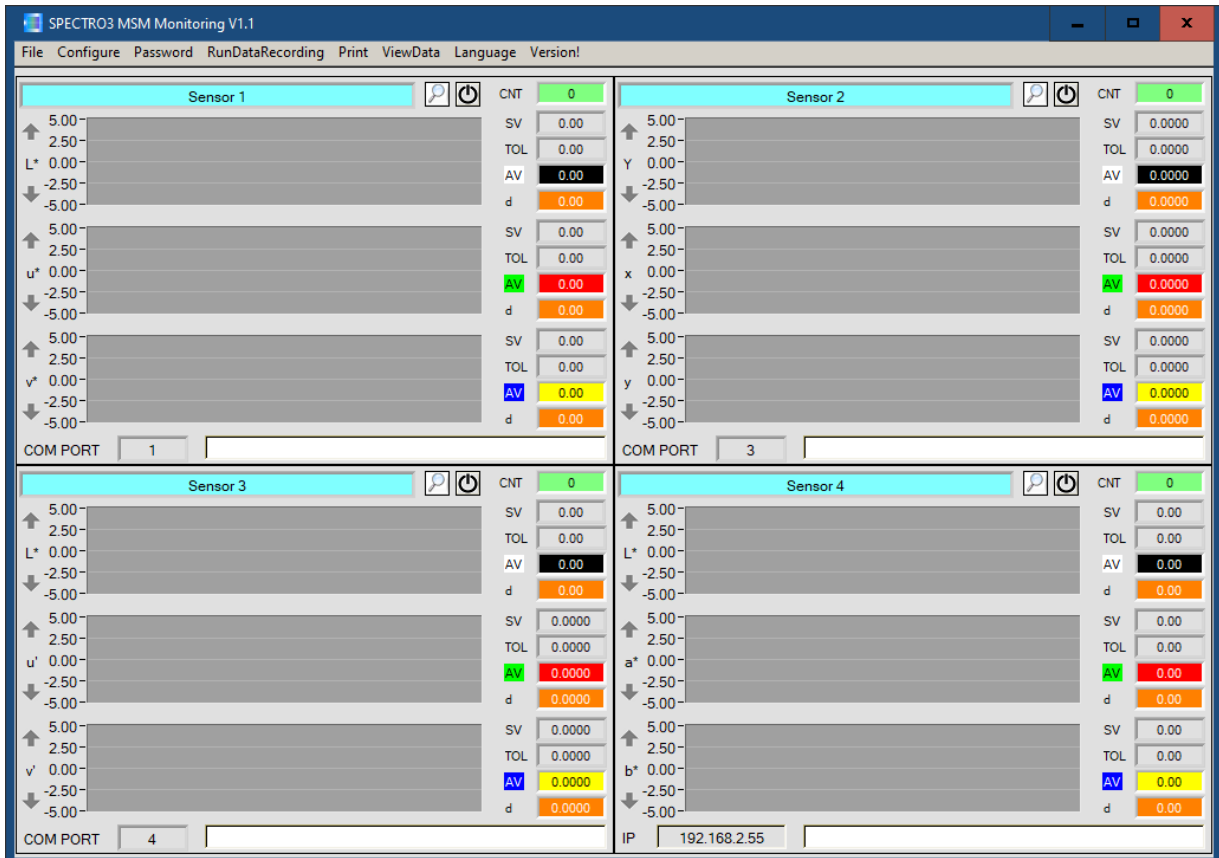 SPECTRO3 MSM Monitoring V1.1
File Configure Password RunDataRecording Print ViewData Language Version!
Sensor 1 CNT 0
5.00 SV 0.00
2.50 TOL 0.00
L* 0.00 AV 0.00
-2.50
-5.00 d 0.00
5.00 SV 0.00
2.50 TOL 0.00
u* 0.00 AV 0.00
-2.50
-5.00 d 0.00
5.00 SV 0.00
2.50 TOL 0.00
v* 0.00 AV 0.00
-2.50
-5.00 d 0.00
COM PORT 1
Sensor 2 CNT 0
5.00 SV 0.0000
2.50 TOL 0.0000
Y 0.00 AV 0.0000
-2.50
-5.00 d 0.0000
5.00 SV 0.0000
2.50 TOL 0.0000
x 0.00 AV 0.0000
-2.50
-5.00 d 0.0000
5.00 SV 0.0000
2.50 TOL 0.0000
y 0.00 AV 0.0000
-2.50
-5.00 d 0.0000
COM PORT 3
Sensor 3 CNT 0
5.00 SV 0.00
2.50 TOL 0.00
L* 0.00 AV 0.00
-2.50
-5.00 d 0.00
5.00 SV 0.0000
2.50 TOL 0.0000
u' 0.00 AV 0.0000
-2.50
-5.00 d 0.0000
5.00 SV 0.0000
2.50 TOL 0.0000
v' 0.00 AV 0.0000
-2.50
-5.00 d 0.0000
COM PORT 4
Sensor 4 CNT 0
5.00 SV 0.00
2.50 TOL 0.00
L* 0.00 AV 0.00
-2.50
-5.00 d 0.00
5.00 SV 0.00
2.50 TOL 0.00
a* 0.00 AV 0.00
-2.50
-5.00 d 0.00
5.00 SV 0.00
2.50 TOL 0.00
b* 0.00 AV 0.00
-2.50
-5.00 d 0.00
IP 192.168.2.55